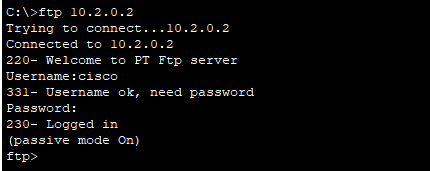 C:\>ftp 10.2.0.2
Trying to connect...10.2.0.2
Connected to 10.2.0.2
220- Welcome to PT Ftp server
Username:cisco
331- Username ok, need password
Password:
230- Logged in
(passive mode On)
ftp>